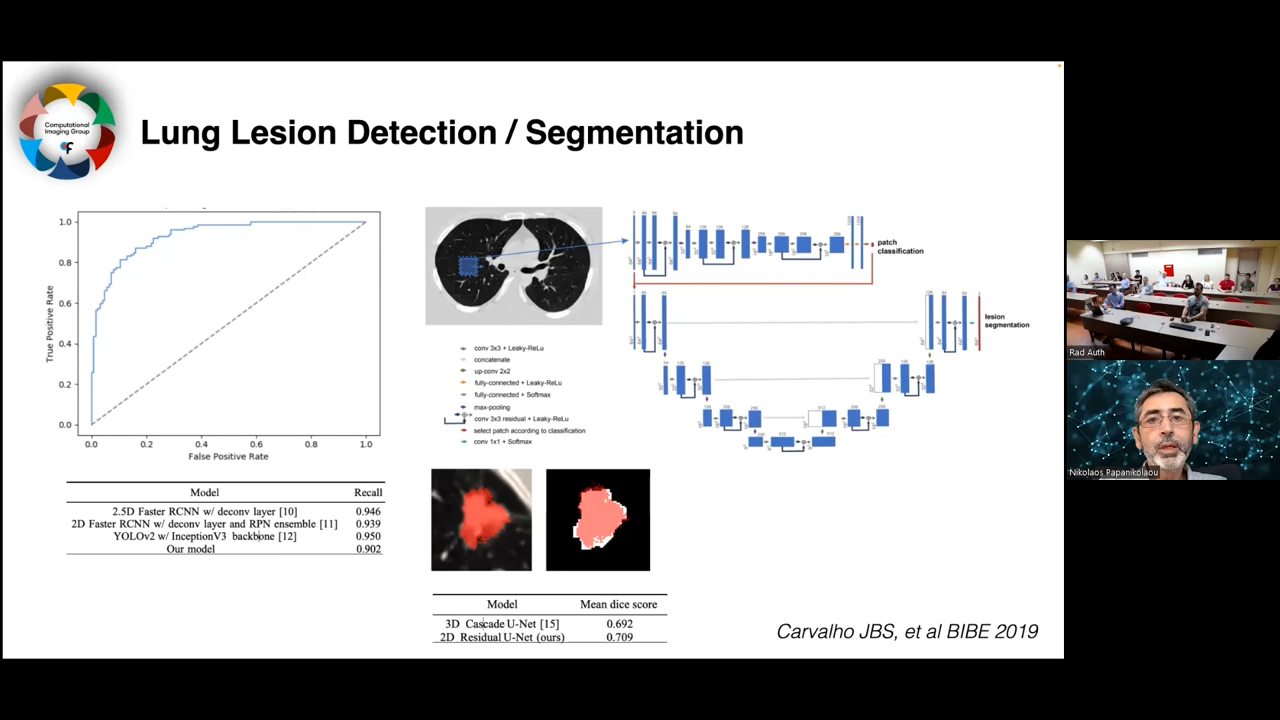 Computational
Imaging Group
Lung Lesion Detection / Segmentation
1.0
0.8
0.6
0.4
0.2
0.0
0.0
0.2
0.4
0.6
0.8
1.0
True Positive Rate
False Positive Rate
Model Recall
2.5D Faster RCNN w/ deconv layer [10] 0.946
2D Faster RCNN w/ deconv layer and RPN ensemble [11] 0.939
YOLOv2 w/ InceptionV3 backbone [12] 0.950
Our model 0.902
conv 3x3 + Leaky-ReLu
concatenate
up-conv 2x2
fully-connected + Leaky-ReLu
fully-connected + Softmax
max-pooling
conv 3x3 residual + Leaky-ReLu
select patch according to classification
conv 1x1 + Softmax
patch
classification
lesion
segmentation
Model Mean dice score
3D Cascade U-Net [15] 0.692
2D Residual U-Net (ours) 0.709
Carvalho JBS, et al BIBE 2019
Rad Auth
Nikolaos Papanikolaou